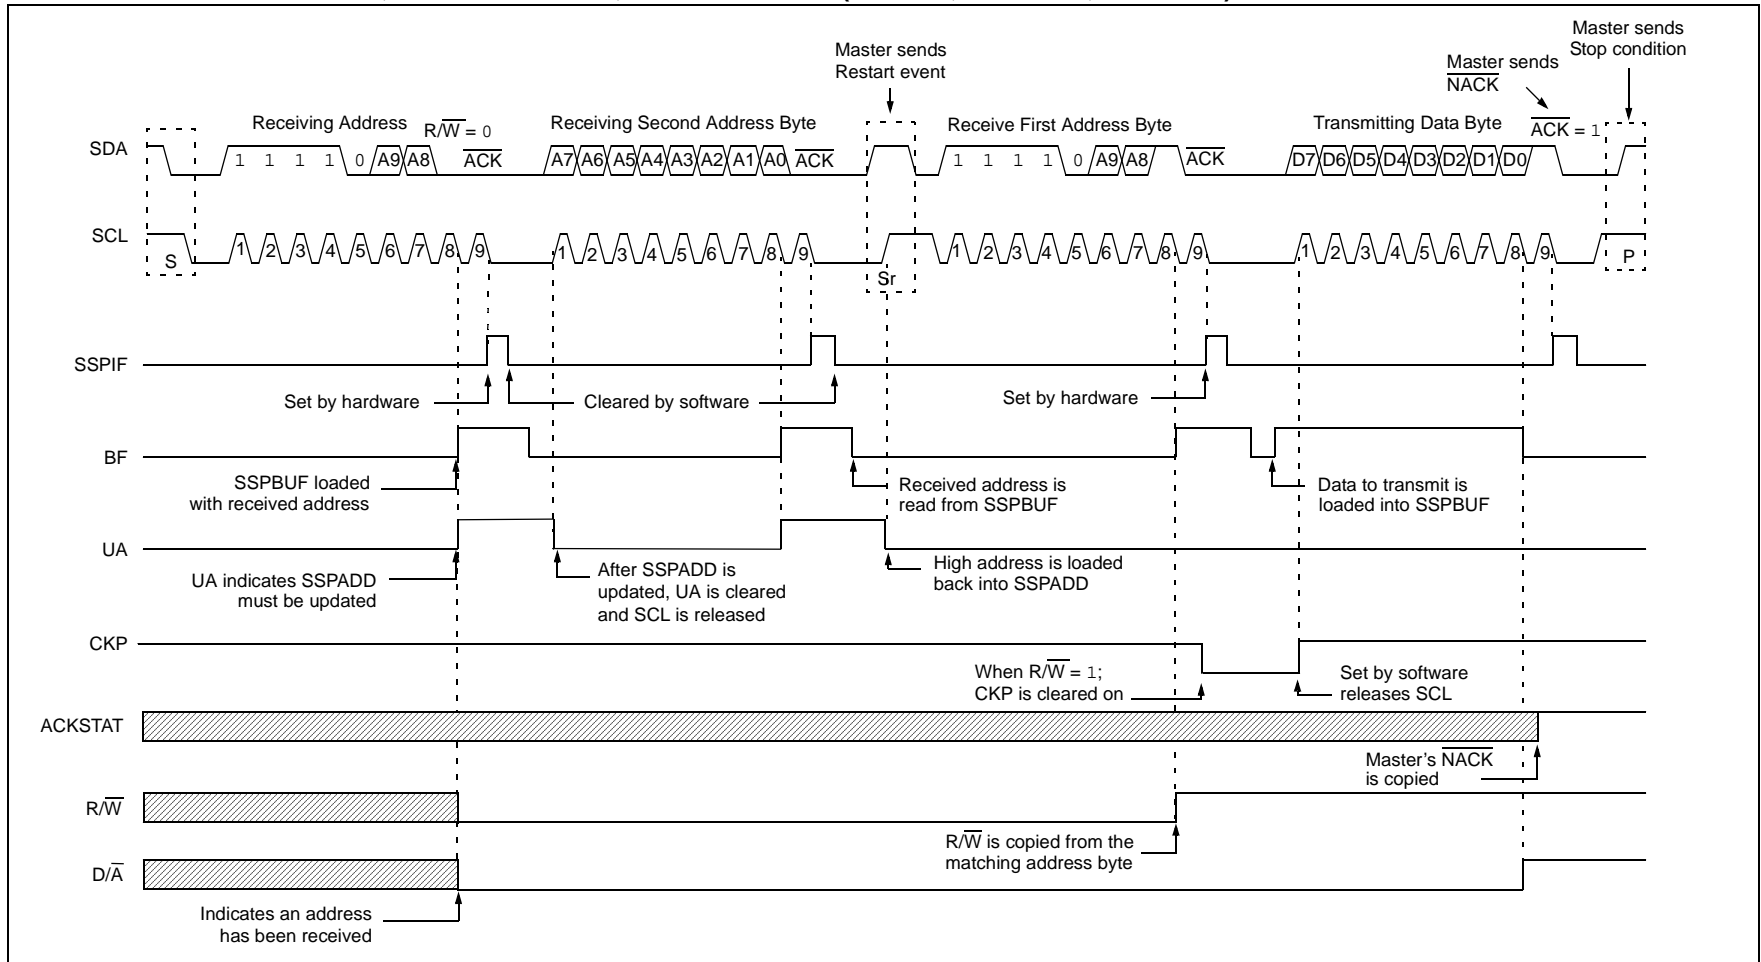 Master sends
Restart event
Master sends
Stop condition
Master sends
NACK
Receiving Address R/W = 0
Receiving Second Address Byte
Receive First Address Byte
Transmitting Data Byte
ACK = 1
SDA
1 1 1 1 0 A9 A8 ACK
A7 A6 A5 A4 A3 A2 A1 A0 ACK
1 1 1 1 0 A9 A8 ACK
D7 D6 D5 D4 D3 D2 D1 D0
SCL
S
1 2 3 4 5 6 7 8 9
1 2 3 4 5 6 7 8 9
Sr
1 2 3 4 5 6 7 8 9
1 2 3 4 5 6 7 8 9
P
SSPIF
Set by hardware
Cleared by software
Set by hardware
BF
SSPBUF loaded
with received address
Received address is
read from SSPBUF
Data to transmit is
loaded into SSPBUF
UA
UA indicates SSPADD
must be updated
After SSPADD is
updated, UA is cleared
and SCL is released
High address is loaded
back into SSPADD
CKP
When R/W = 1;
CKP is cleared on
Set by software
releases SCL
ACKSTAT
Master's NACK
is copied
R/W
R/W is copied from the
matching address byte
D/A
Indicates an address
has been received